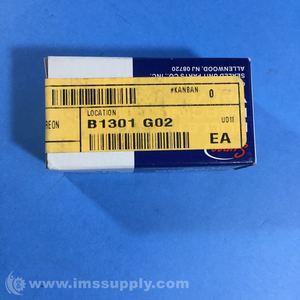 SEALED UNIT PARTS CO., INC.
ALLENWOOD, NJ 08720
#KANBAN 0
LOCATION
REON B1301 G02 UD11
EA
© www.imssupply.com